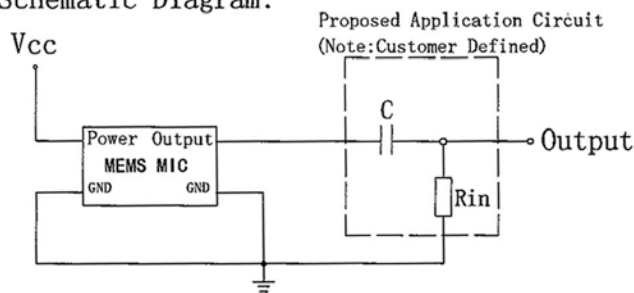 Schematic Diagram:
Proposed Application Circuit
(Note:Customer Defined)
Vcc
C
Power Output
Output
MEMS MIC
GND GND
Rin